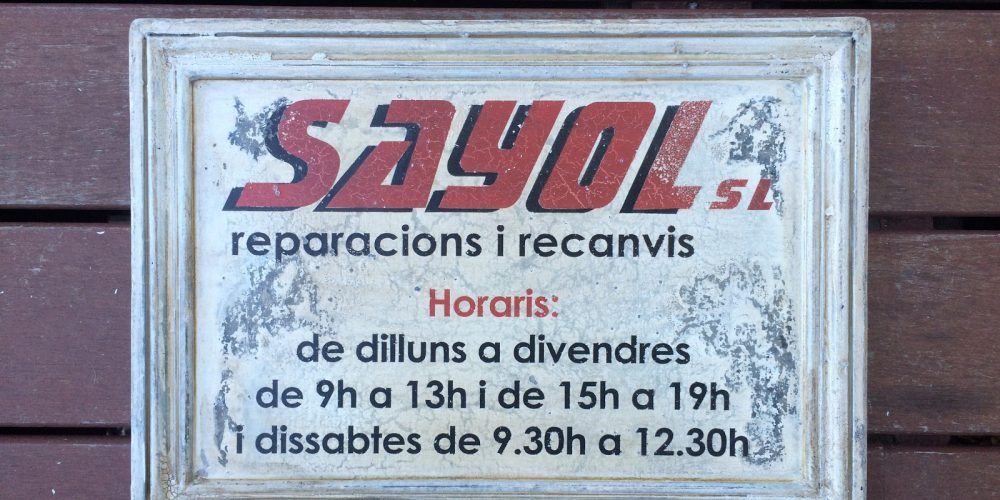 SAYOL SL
reparacions i recanvis
Horaris:
de dilluns a divendres
de 9h a 13h i de 15h a 19h
i dissabtes de 9.30h a 12.30h